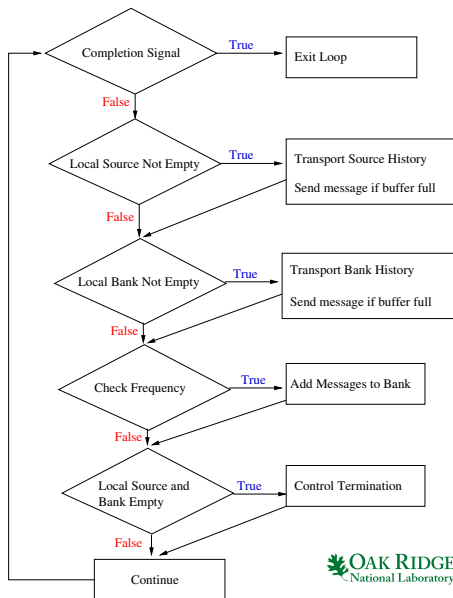 Completion Signal
True
Exit Loop
False
Local Source Not Empty
True
Transport Source History
Send message if buffer full
False
Local Bank Not Empty
True
Transport Bank History
Send message if buffer full
False
Check Frequency
True
Add Messages to Bank
False
Local Source and
Bank Empty
True
Control Termination
False
Continue
OAK RIDGE
National Laboratory